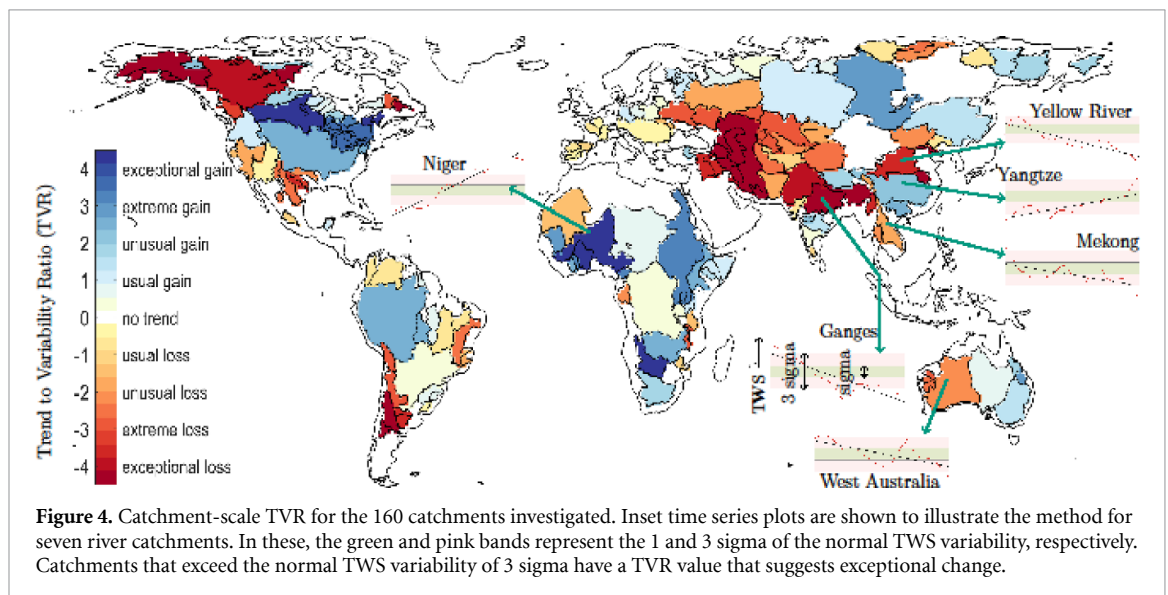 Trend to Variability Ratio (TVR)
4
3
2
1
0
-1
-2
-3
-4
exceptional gain
extreme gain
unusual gain
usual gain
no trend
usual loss
unusual loss
extreme loss
exceptional loss
Niger
Yellow River
Yangtze
Mekong
Ganges
TWS
3 sigma
sigma
West Australia
Figure 4. Catchment-scale TVR for the 160 catchments investigated. Inset time series plots are shown to illustrate the method for
seven river catchments. In these, the green and pink bands represent the 1 and 3 sigma of the normal TWS variability, respectively.
Catchments that exceed the normal TWS variability of 3 sigma have a TVR value that suggests exceptional change.